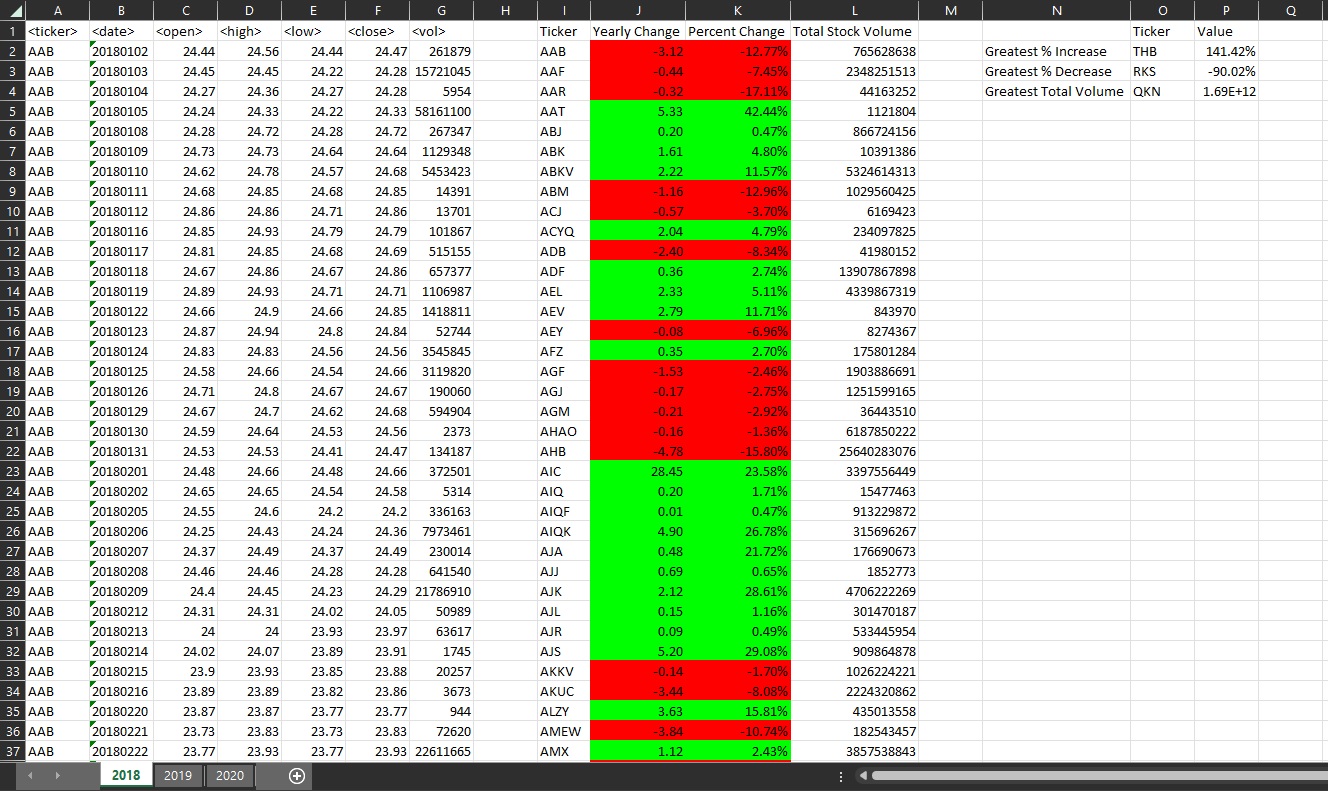 A B C D E F G H I J K L M N O P Q
1 <ticker> <date> <open> <high> <low> <close> <vol> Ticker Yearly Change Percent Change Total Stock Volume Ticker Value
2 AAB 20180102 24.44 24.56 24.44 24.47 261879 AAB -3.12 -12.77% 765628638 Greatest % Increase THB 141.42%
3 AAB 20180103 24.45 24.45 24.22 24.28 15721045 AAF -0.44 -7.45% 2348251513 Greatest % Decrease RKS -90.02%
4 AAB 20180104 24.27 24.36 24.27 24.28 5954 AAR -0.32 -17.11% 44163252 Greatest Total Volume QKN 1.69E+12
5 AAB 20180105 24.24 24.33 24.22 24.33 58161100 AAT 5.33 42.44% 1121804
6 AAB 20180108 24.28 24.72 24.28 24.72 267347 ABJ 0.20 0.47% 866724156
7 AAB 20180109 24.73 24.73 24.64 24.64 1129348 ABK 1.61 4.80% 10391386
8 AAB 20180110 24.62 24.78 24.57 24.68 5453423 ABKV 2.22 11.57% 5324614313
9 AAB 20180111 24.68 24.85 24.68 24.85 14391 ABM -1.16 -12.96% 1029560425
10 AAB 20180112 24.86 24.86 24.71 24.86 13701 ACJ -0.57 -3.70% 6169423
11 AAB 20180116 24.85 24.93 24.79 24.79 101867 ACYQ 2.04 4.79% 234097825
12 AAB 20180117 24.81 24.85 24.68 24.69 515155 ADB -2.40 -8.34% 41980152
13 AAB 20180118 24.67 24.86 24.67 24.86 657377 ADF 0.36 2.74% 13907867898
14 AAB 20180119 24.89 24.93 24.71 24.71 1106987 AEL 2.33 5.11% 4339867319
15 AAB 20180122 24.66 24.9 24.66 24.85 1418811 AEV 2.79 11.71% 843970
16 AAB 20180123 24.87 24.94 24.8 24.84 52744 AEY -0.08 -6.96% 8274367
17 AAB 20180124 24.83 24.83 24.56 24.56 3545845 AFZ 0.35 2.70% 175801284
18 AAB 20180125 24.58 24.66 24.54 24.66 3119820 AGF -1.53 -2.46% 1903886691
19 AAB 20180126 24.71 24.8 24.67 24.67 190060 AGJ -0.17 -2.75% 1251599165
20 AAB 20180129 24.67 24.7 24.62 24.68 594904 AGM -0.21 -2.92% 36443510
21 AAB 20180130 24.59 24.64 24.53 24.56 2373 AHAO -0.16 -1.36% 6187850222
22 AAB 20180131 24.53 24.53 24.41 24.47 134187 AHB -4.78 -15.80% 25640283076
23 AAB 20180201 24.48 24.66 24.48 24.66 372501 AIC 28.45 23.58% 3397556449
24 AAB 20180202 24.65 24.65 24.54 24.58 5314 AIQ 0.20 1.71% 15477463
25 AAB 20180205 24.55 24.6 24.2 24.2 336163 AIQF 0.01 0.47% 913229872
26 AAB 20180206 24.25 24.43 24.24 24.36 7973461 AIQK 4.90 26.78% 315696267
27 AAB 20180207 24.37 24.49 24.37 24.49 230014 AJA 0.48 21.72% 176690673
28 AAB 20180208 24.46 24.46 24.28 24.28 641540 AJJ 0.69 0.65% 1852773
29 AAB 20180209 24.4 24.45 24.23 24.29 21786910 AJK 2.12 28.61% 4706222269
30 AAB 20180212 24.31 24.31 24.02 24.05 50989 AJL 0.15 1.16% 301470187
31 AAB 20180213 24 24 23.93 23.97 63617 AJR 0.09 0.49% 533445954
32 AAB 20180214 24.02 24.07 23.89 23.91 1745 AJS 5.20 29.08% 909864878
33 AAB 20180215 23.9 23.93 23.85 23.88 20257 AKKV -0.14 -1.70% 1026224221
34 AAB 20180216 23.89 23.89 23.82 23.86 3673 AKUC -3.44 -8.08% 2224320862
35 AAB 20180220 23.87 23.87 23.77 23.77 944 ALZY 3.63 15.81% 435013558
36 AAB 20180221 23.73 23.83 23.73 23.83 72620 AMEW -3.84 -10.74% 182543457
37 AAB 20180222 23.77 23.93 23.77 23.93 22611665 AMX 1.12 2.43% 3857538843
2018 2019 2020